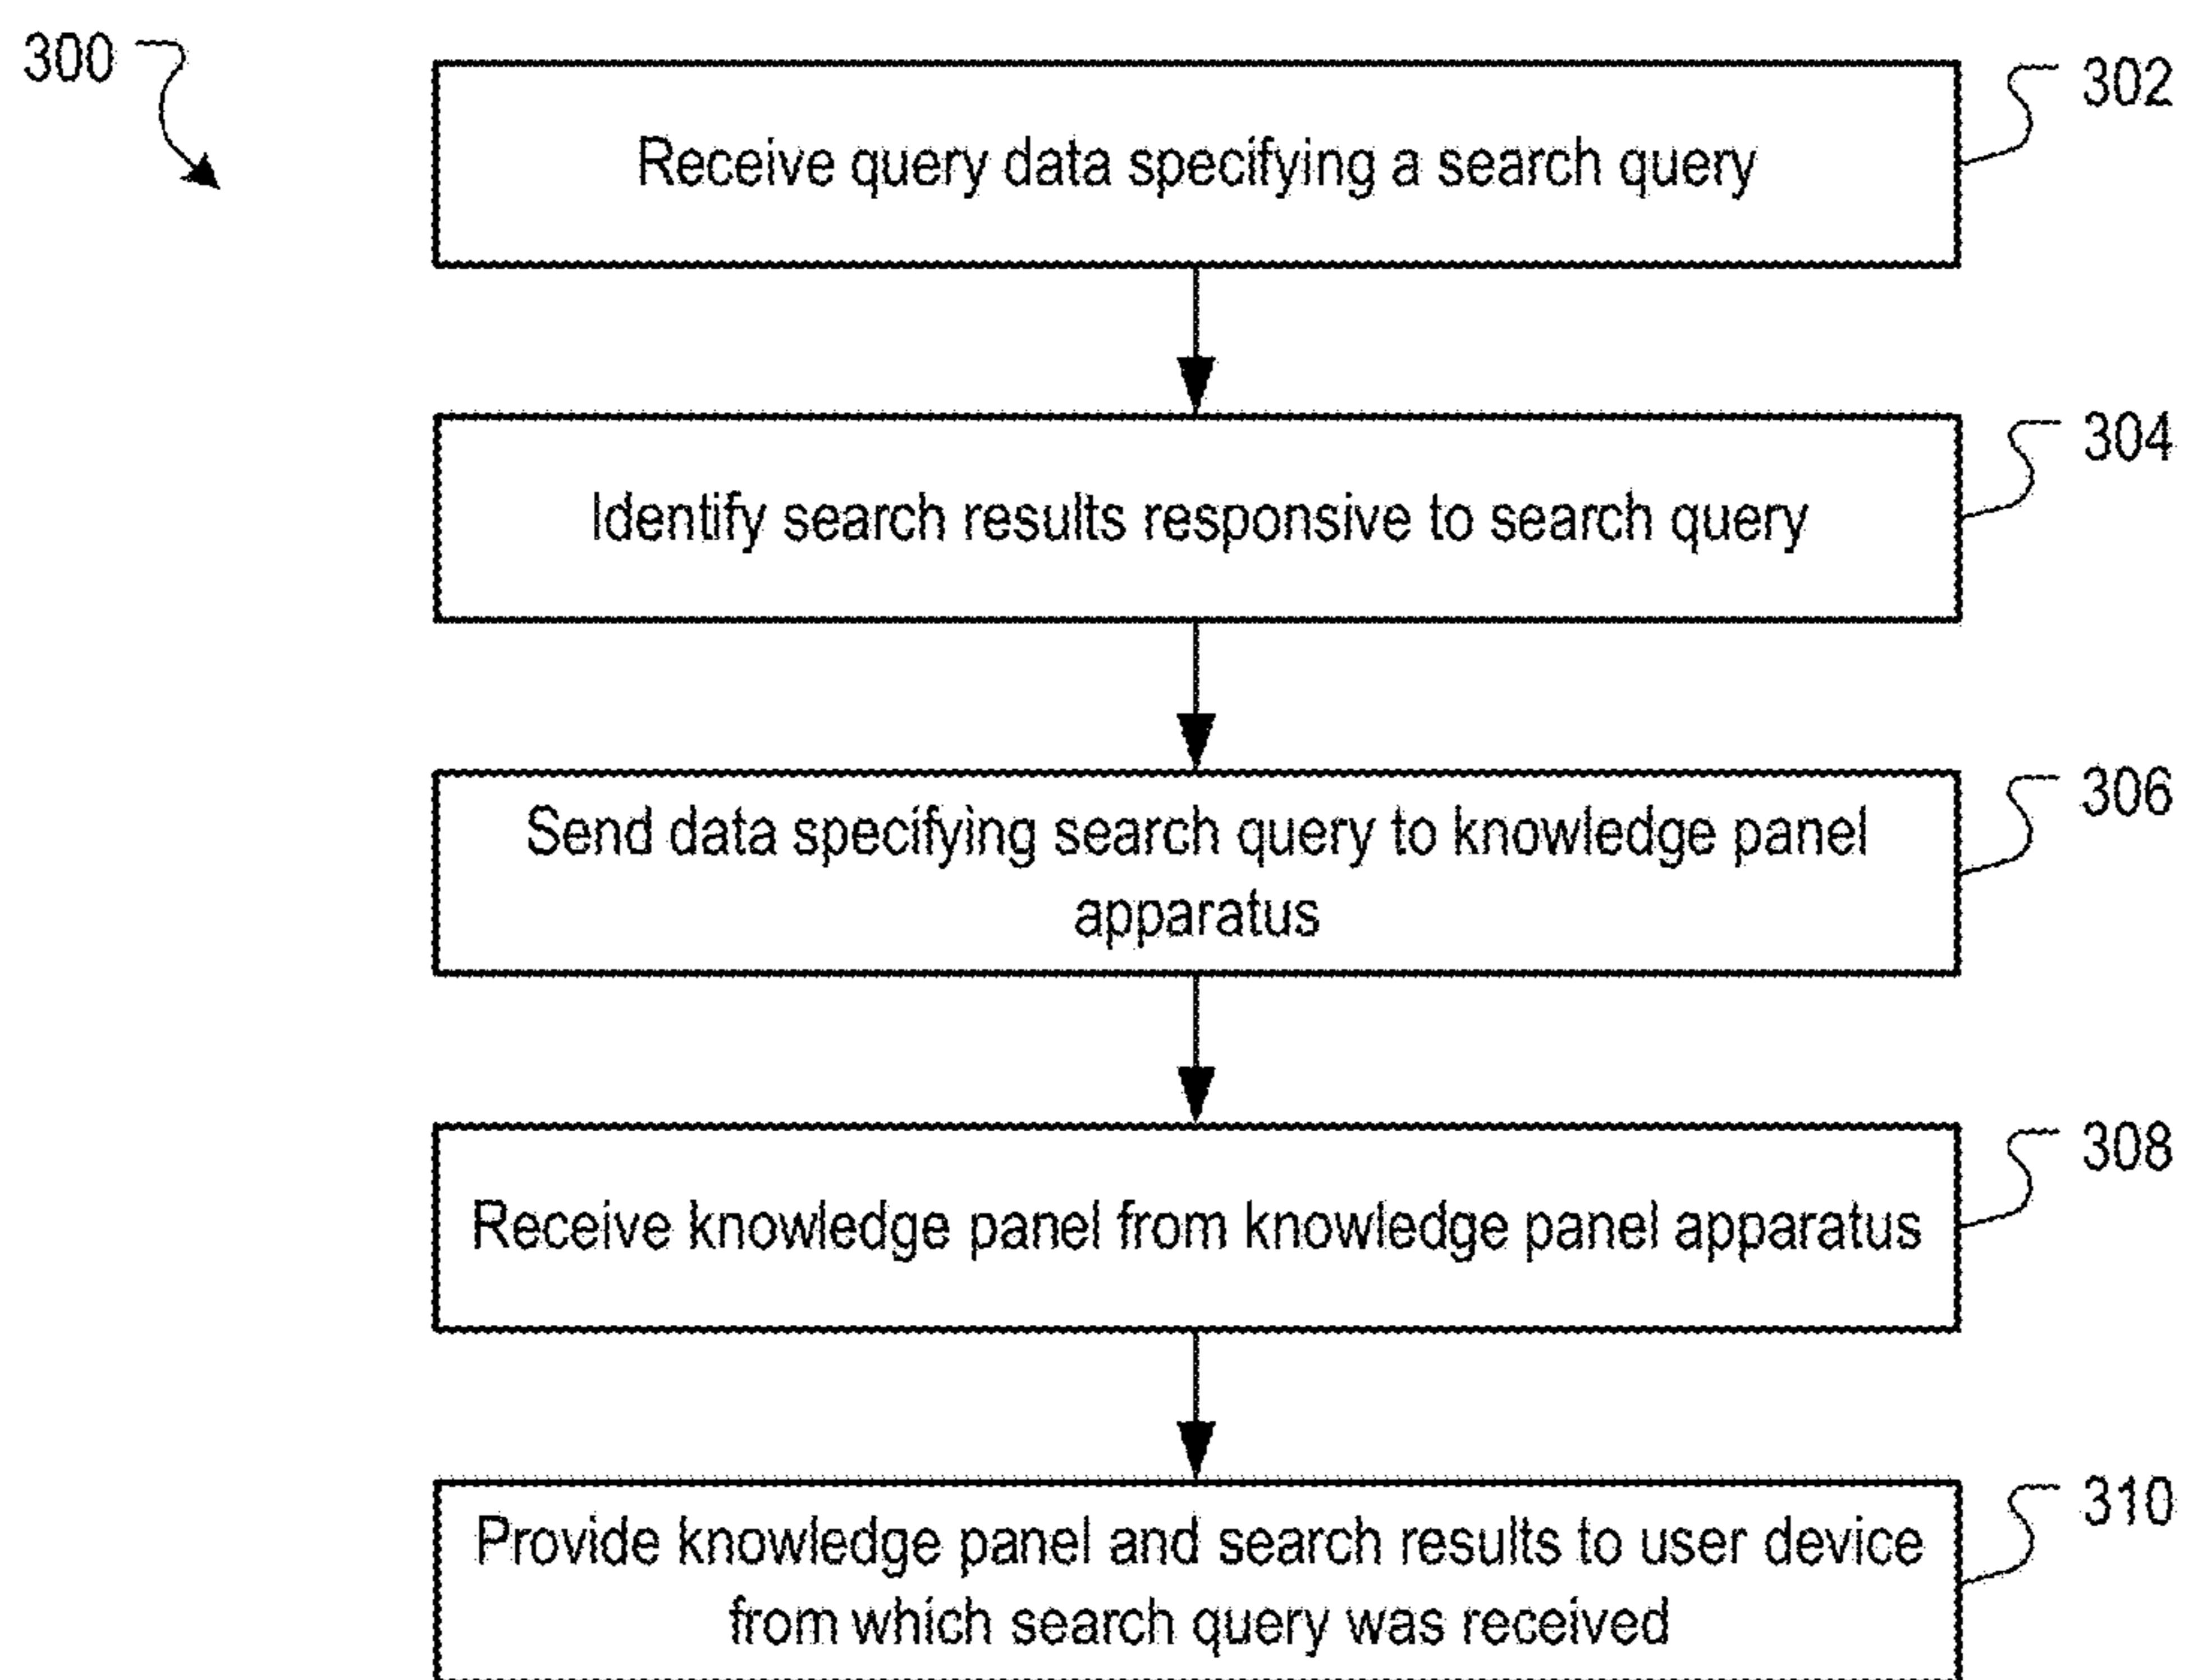 300
302
Receive query data specifying a search query
304
Identify search results responsive to search query
306
Send data specifying search query to knowledge panel
apparatus
308
Receive knowledge panel from knowledge panel apparatus
310
Provide knowledge panel and search results to user device
from which search query was received